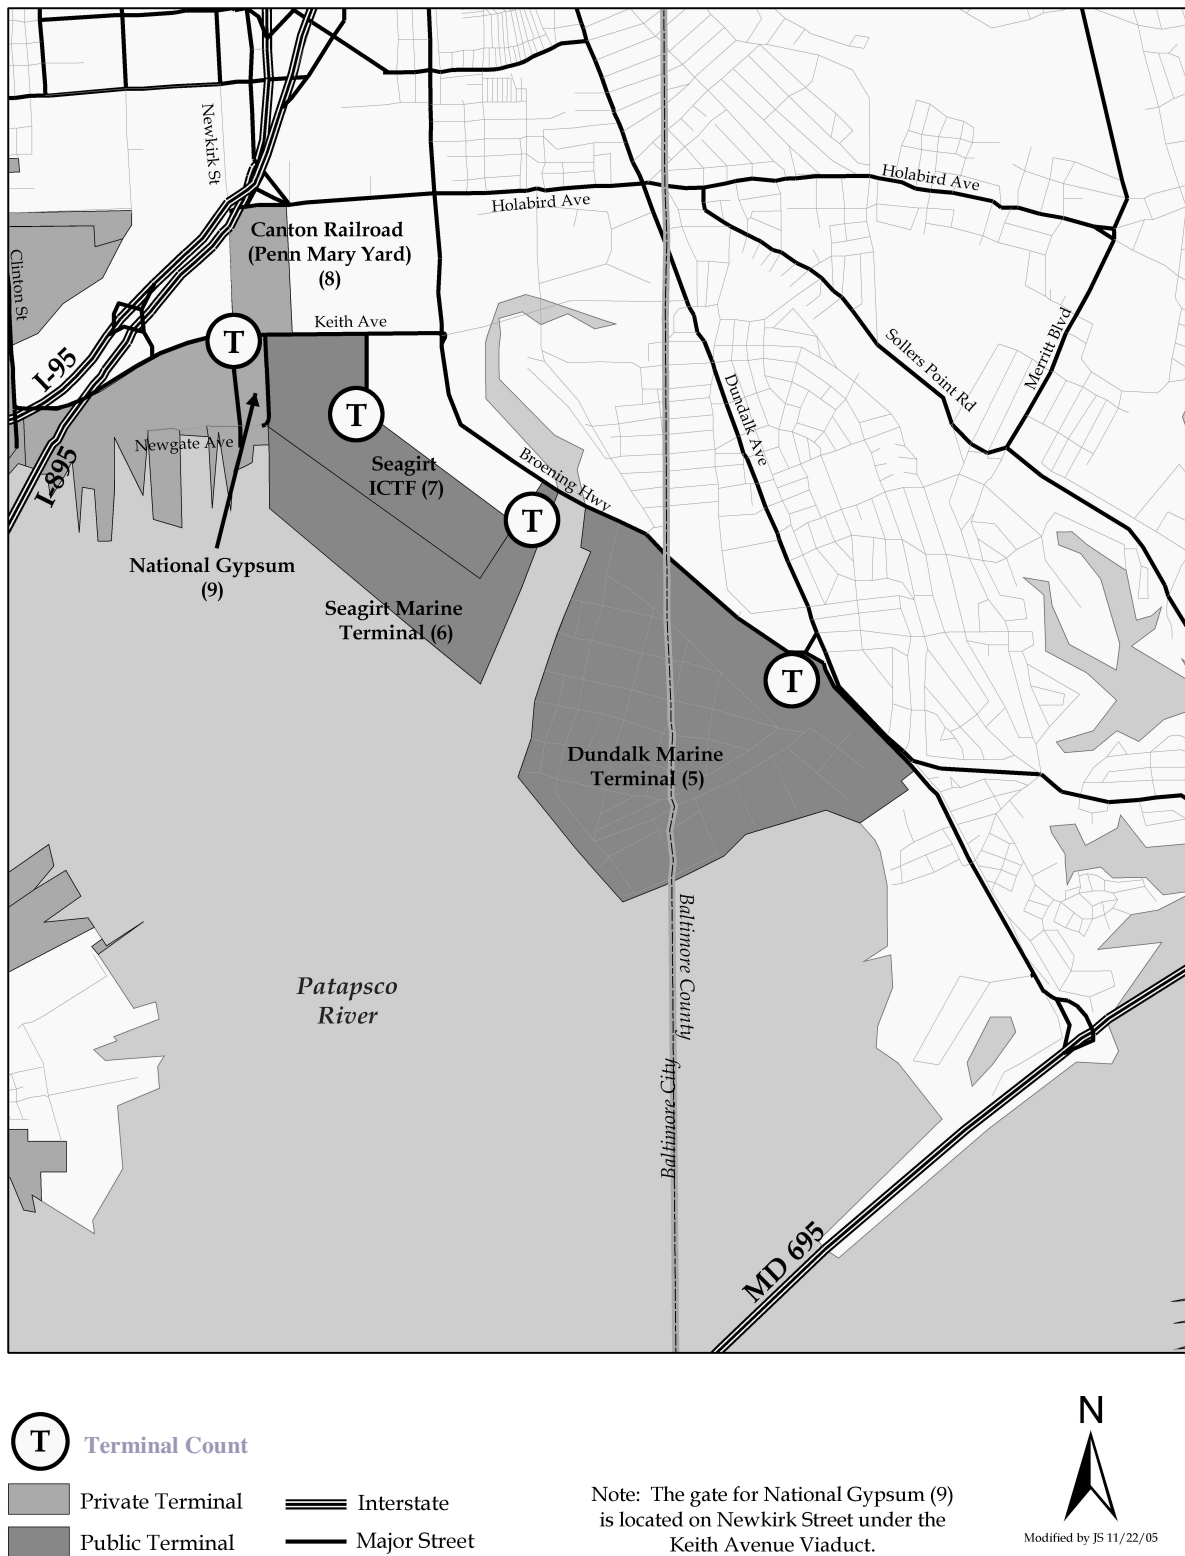 Newkirk St
Holabird Ave
Holabird Ave
Canton Railroad
(Penn Mary Yard)
(8)
Clinton St
Keith Ave
T
I-95
Merritt Blvd
Sollers Point Rd
Dundalk Ave
T
Newgate Ave
I-895
Seagirt
ICTF (7)
Broening Hwy
T
National Gypsum
(9)
Seagirt Marine
Terminal (6)
T
Dundalk Marine
Terminal (5)
Baltimore County
Patapsco
River
Baltimore City
MD 695
N
T
Terminal Count
Private Terminal
Interstate
Public Terminal
Major Street
Note: The gate for National Gypsum (9)
is located on Newkirk Street under the
Keith Avenue Viaduct.
Modified by JS 11/22/05